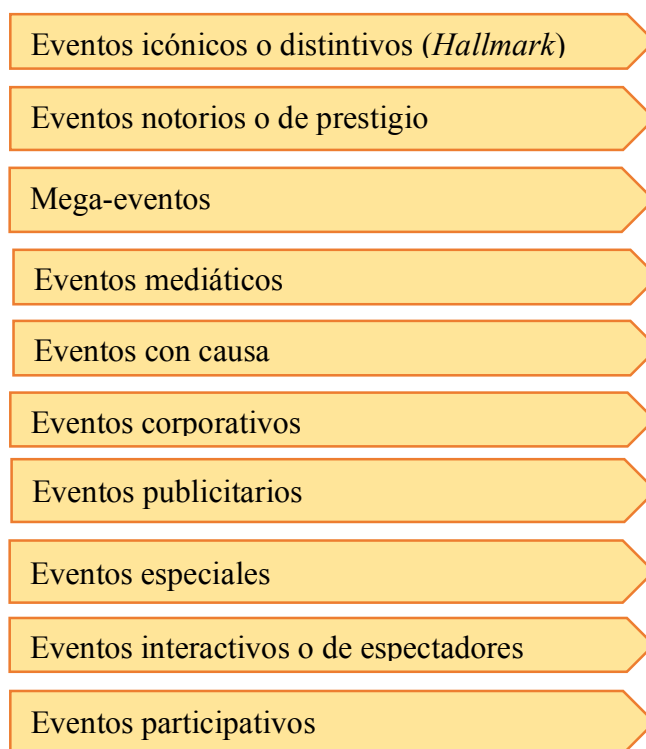 Eventos icónicos o distintivos (Hallmark)
Eventos notorios o de prestigio
Mega-eventos
Eventos mediáticos
Eventos con causa
Eventos corporativos
Eventos publicitarios
Eventos especiales
Eventos interactivos o de espectadores
Eventos participativos